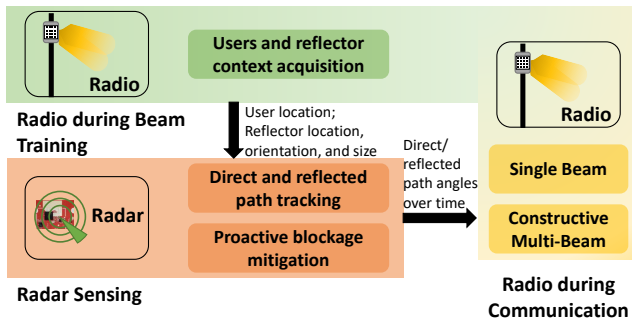 Radio
Users and reflector
context acquisition
Radio during Beam
Training
User location;
Reflector location,
orientation, and size
Radar
Direct and reflected
path tracking
Proactive blockage
mitigation
Radar Sensing
Direct/
reflected
path angles
over time
Radio
Single Beam
Constructive
Multi-Beam
Radio during
Communication